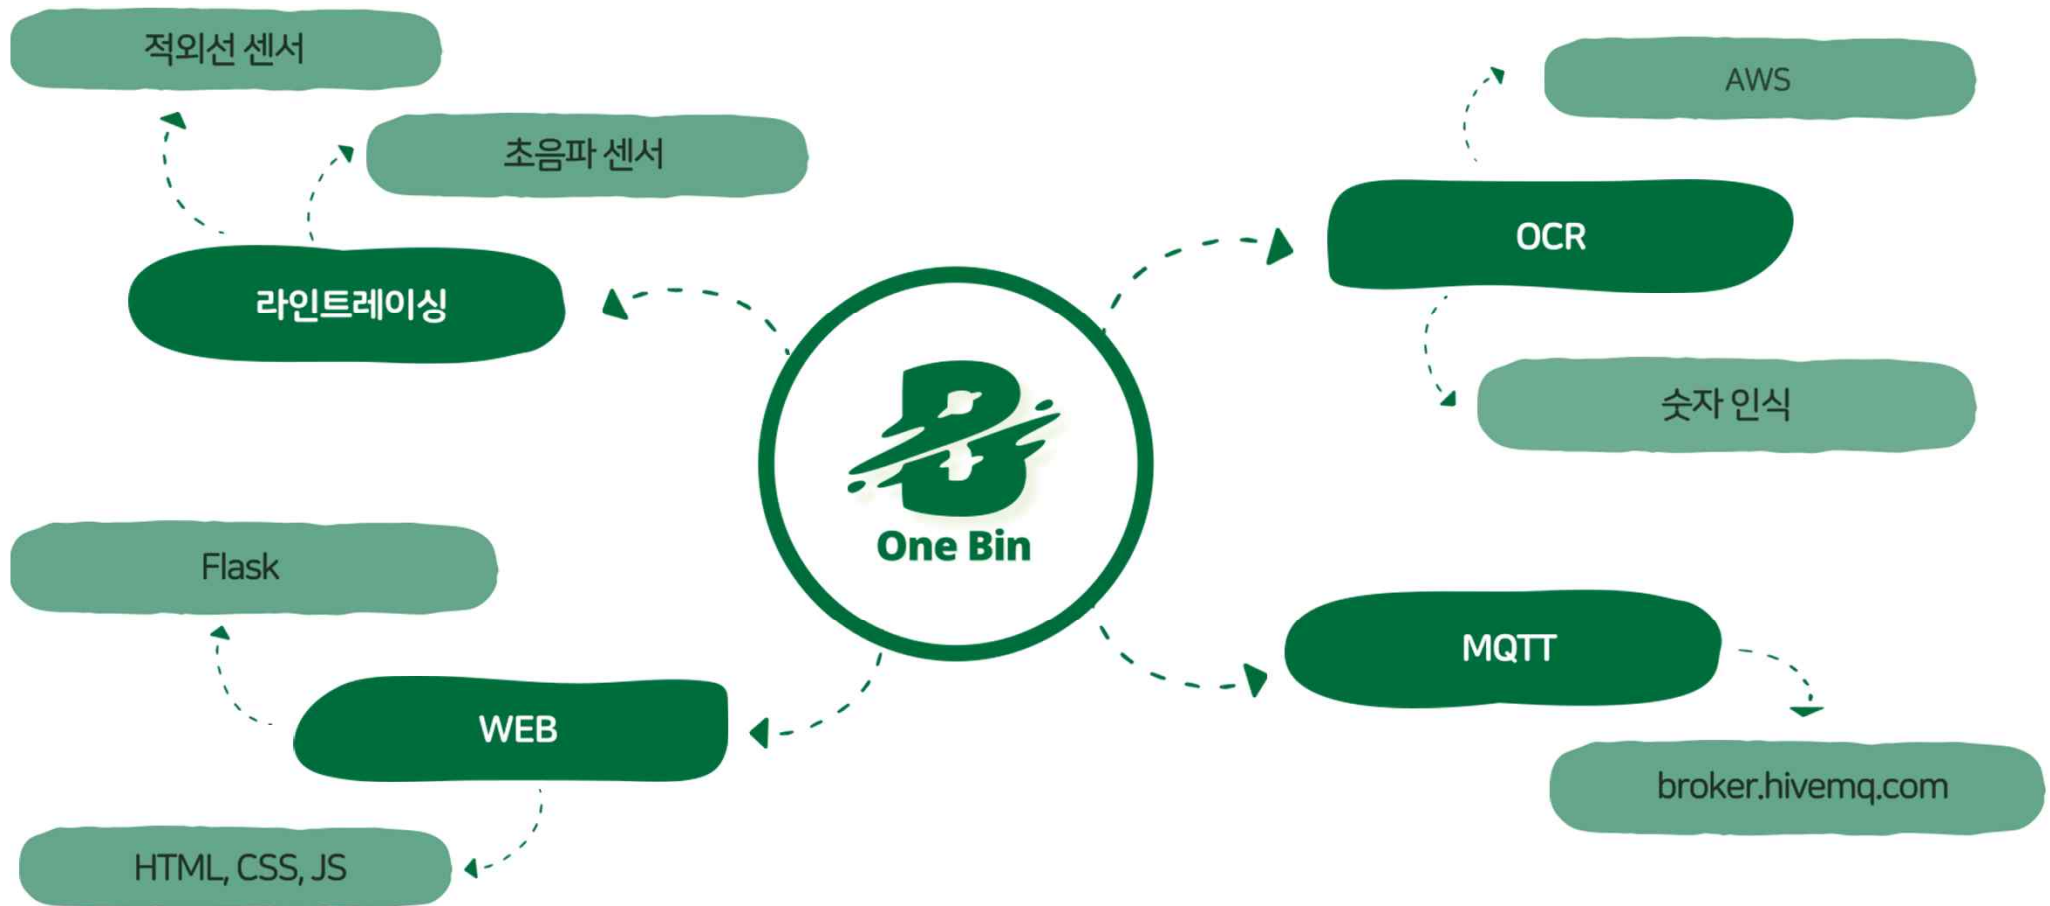 적외선 센서
초음파 센서
라인트레이싱
AWS
OCR
숫자 인식
One Bin
Flask
WEB
HTML, CSS, JS
MQTT
broker.hivemq.com